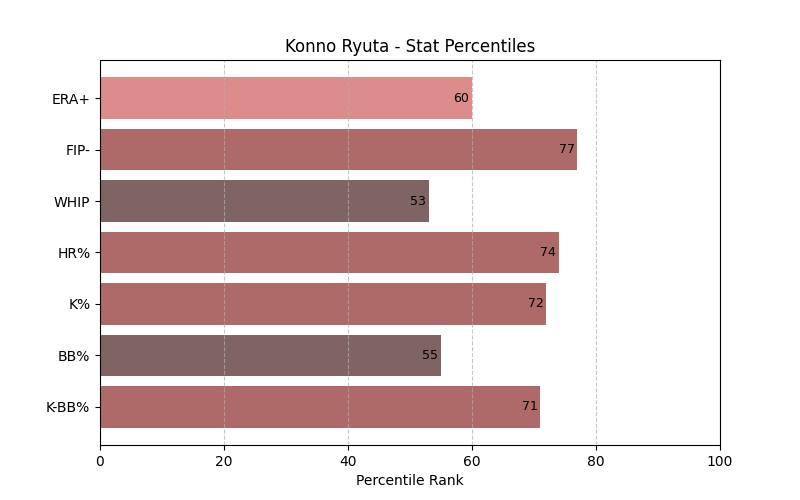 Konno Ryuta - Stat Percentiles
ERA+ 60
FIP- 77
WHIP 53
HR% 74
K% 72
BB% 55
K-BB% 71
0 20 40 60 80 100
Percentile Rank